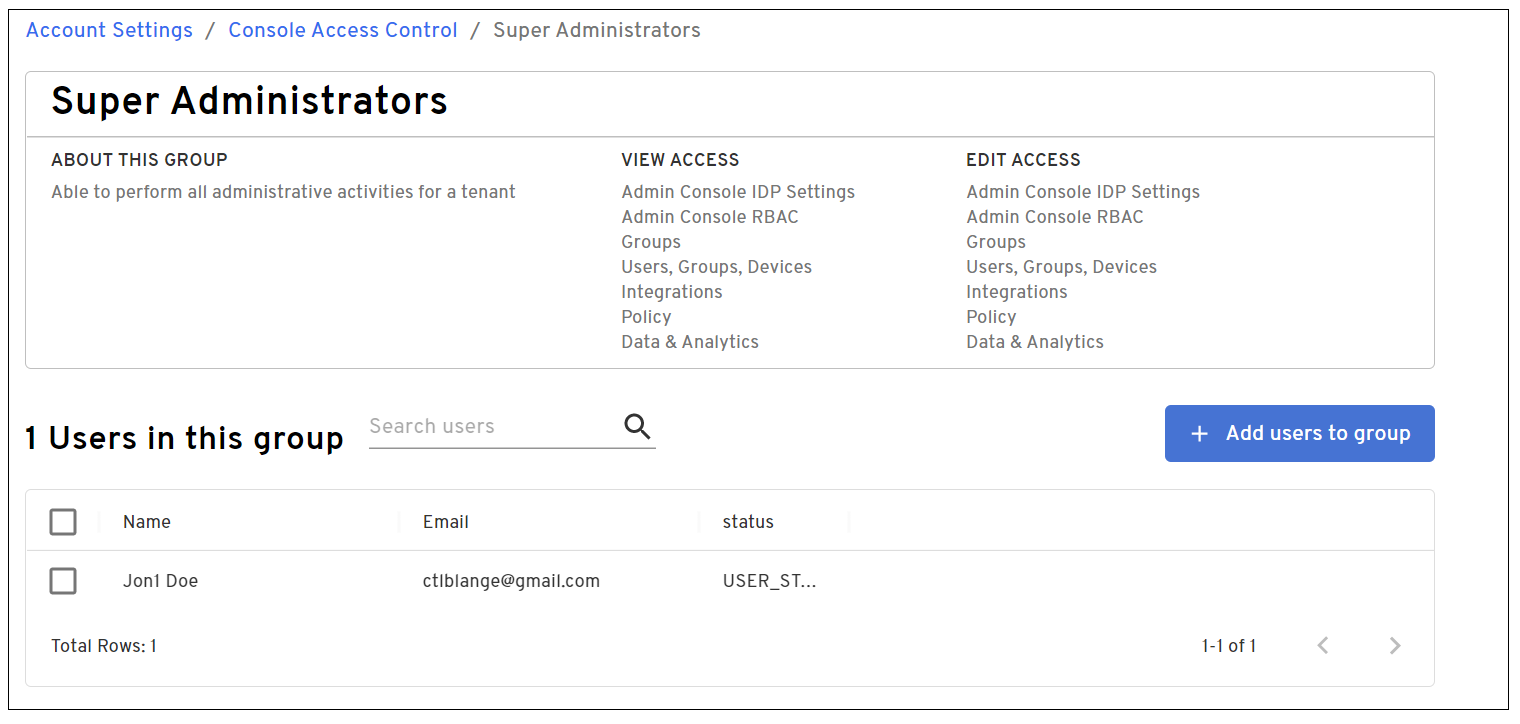 Account Settings / Console Access Control / Super Administrators
Super Administrators
ABOUT THIS GROUP
Able to perform all administrative activities for a tenant
VIEW ACCESS
Admin Console IDP Settings
Admin Console RBAC
Groups
Users, Groups, Devices
Integrations
Policy
Data & Analytics
EDIT ACCESS
Admin Console IDP Settings
Admin Console RBAC
Groups
Users, Groups, Devices
Integrations
Policy
Data & Analytics
1 Users in this group
Search users
+ Add users to group
Name Email status
Jon1 Doe ctlblange@gmail.com USER_ST...
Total Rows: 1
1-1 of 1